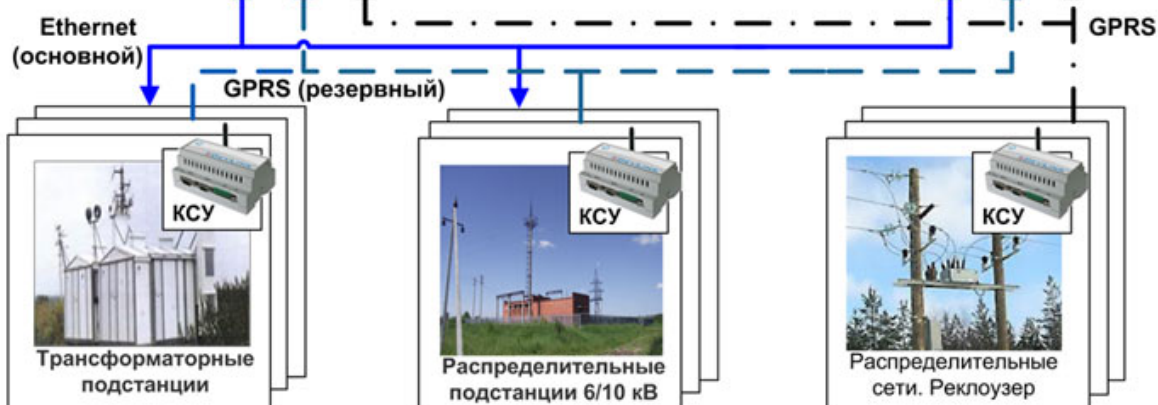 Ethernet
(основной)
GPRS
GPRS (резервный)
КСУ
КСУ
КСУ
Трансформаторные
подстанции
Распределительные
подстанции 6/10 кВ
Распределительные
сети. Реклоузер